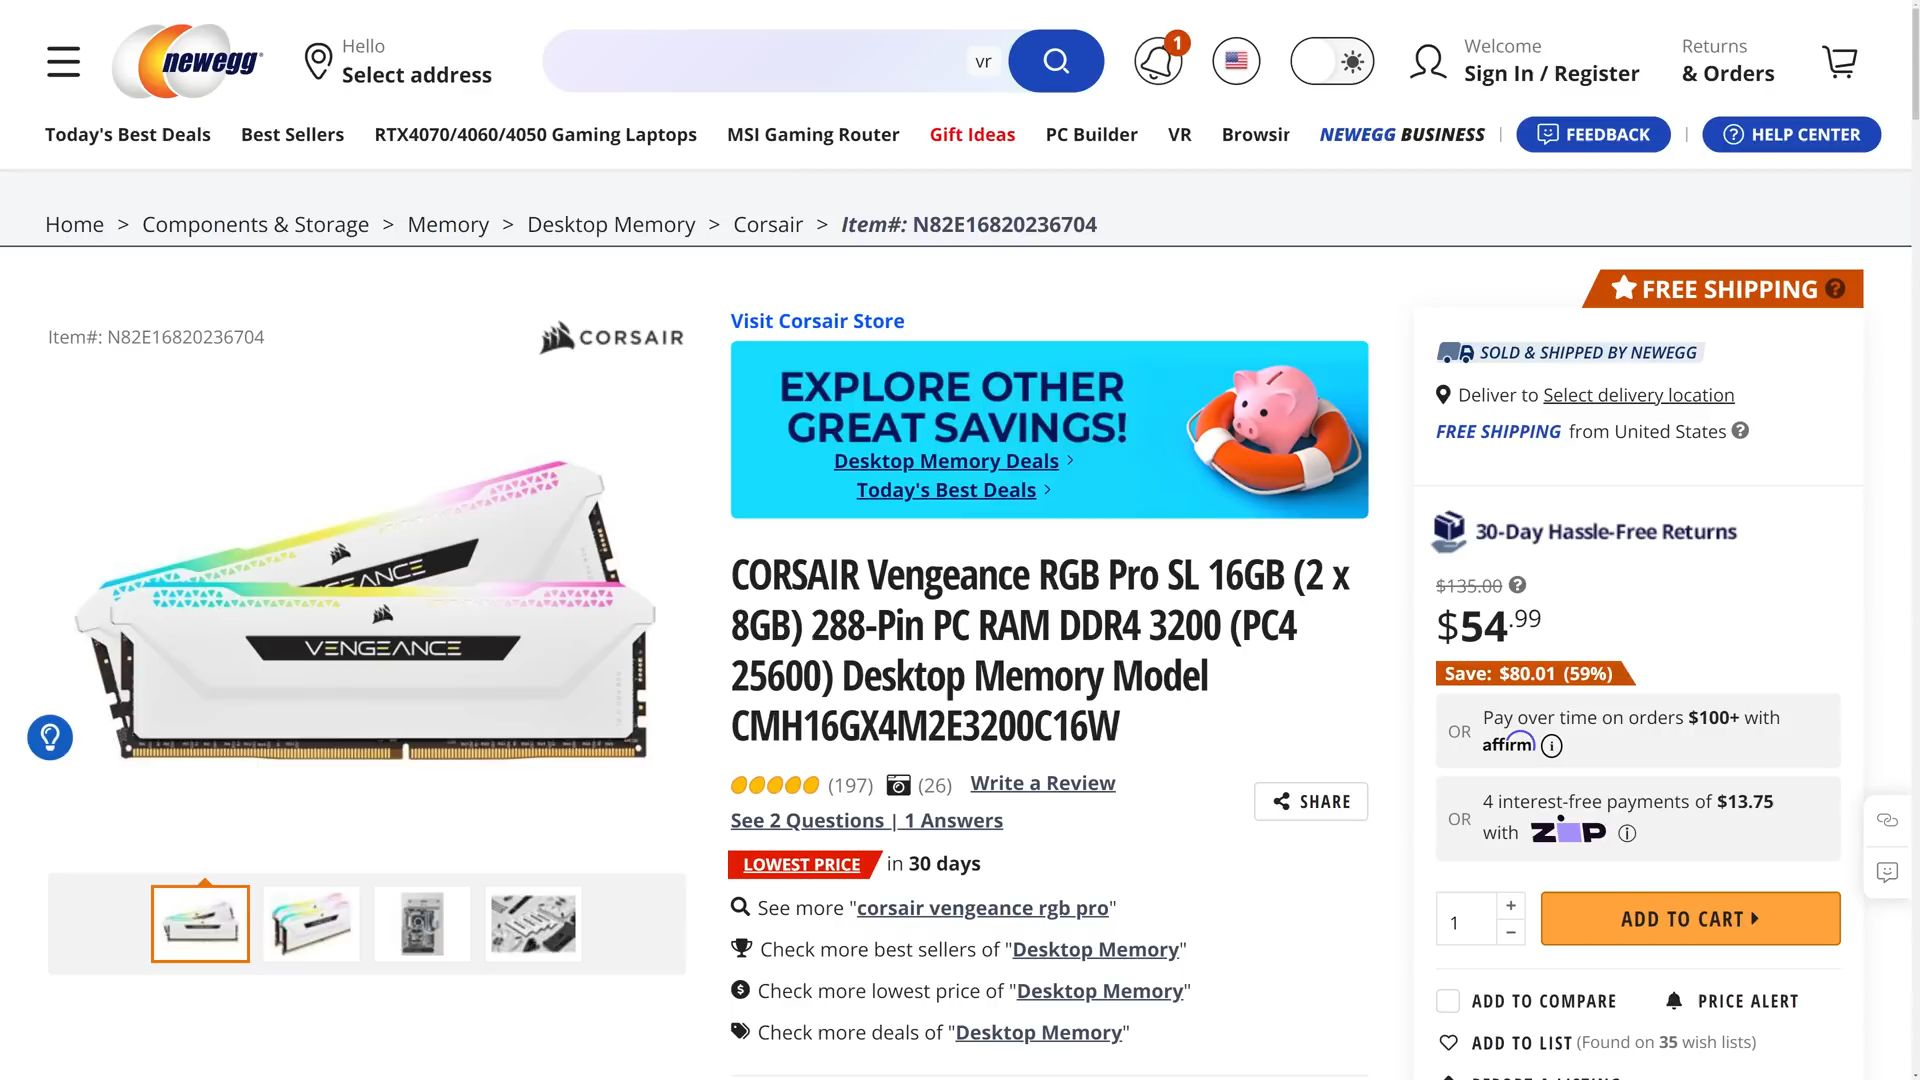 newegg
Hello
Select address
vr
1
Welcome
Sign In / Register
Returns
& Orders
Today's Best Deals
Best Sellers
RTX4070/4060/4050 Gaming Laptops
MSI Gaming Router
Gift Ideas
PC Builder
VR
Browsir
NEWEGG BUSINESS
FEEDBACK
HELP CENTER
Home > Components & Storage > Memory > Desktop Memory > Corsair > Item#: N82E16820236704
FREE SHIPPING ?
Item#: N82E16820236704
CORSAIR
VENGEANCE
Visit Corsair Store
EXPLORE OTHER
GREAT SAVINGS!
Desktop Memory Deals
Today's Best Deals
CORSAIR Vengeance RGB Pro SL 16GB (2 x
8GB) 288-Pin PC RAM DDR4 3200 (PC4
25600) Desktop Memory Model
CMH16GX4M2E3200C16W
(197) (26) Write a Review
SHARE
See 2 Questions | 1 Answers
LOWEST PRICE in 30 days
See more "corsair vengeance rgb pro"
Check more best sellers of "Desktop Memory"
Check more lowest price of "Desktop Memory"
Check more deals of "Desktop Memory"
SOLD & SHIPPED BY NEWEGG
Deliver to Select delivery location
FREE SHIPPING from United States
30-Day Hassle-Free Returns
$135.00
$54.99
Save: $80.01 (59%)
OR
Pay over time on orders $100+ with
affirm
OR
4 interest-free payments of $13.75
with ZIP
1
+
−
ADD TO CART
ADD TO COMPARE
PRICE ALERT
ADD TO LIST (Found on 35 wish lists)